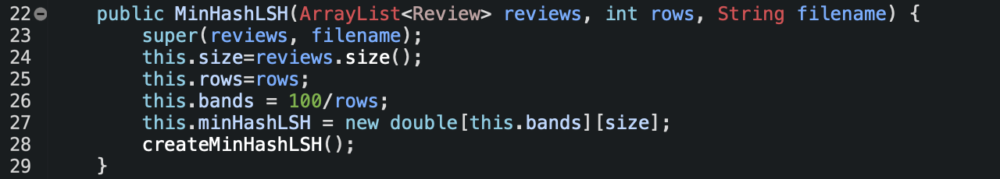 22 public MinHashLSH(ArrayList<Review> reviews, int rows, String filename) {
23 super(reviews, filename);
24 this.size=reviews.size();
25 this.rows=rows;
26 this.bands = 100/rows;
27 this.minHashLSH = new double[this.bands][size];
28 createMinHashLSH();
29 }